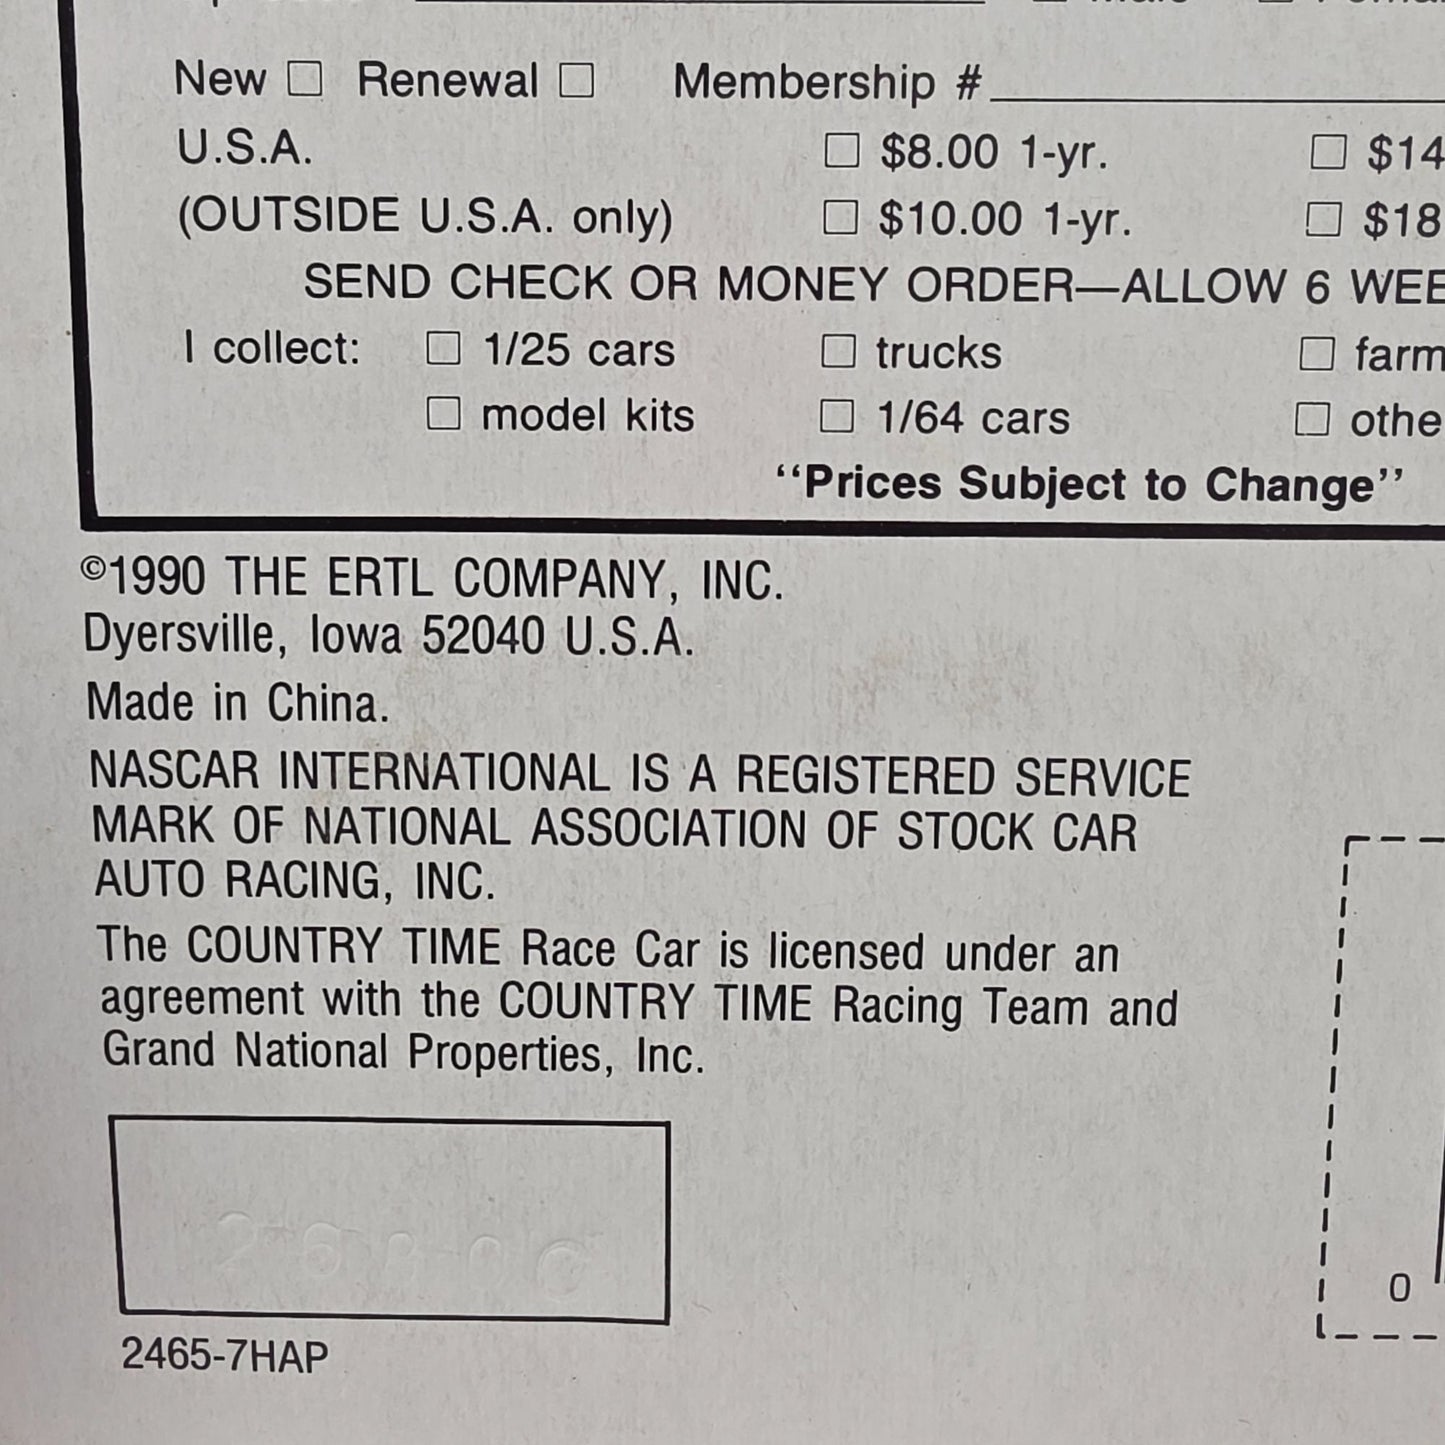 New □ Renewal □ Membership #
U.S.A. □ $8.00 1-yr. □ $14
(OUTSIDE U.S.A. only) □ $10.00 1-yr. □ $18
SEND CHECK OR MONEY ORDER—ALLOW 6
I collect: □ 1/25 cars □ trucks □ farm
□ model kits □ 1/64 cars □
‘‘Prices Subject to Change’’
©1990 THE ERTL COMPANY, INC.
Dyersville, Iowa 52040 U.S.A.
Made in China.
NASCAR INTERNATIONAL IS A REGISTERED SERVICE
MARK OF NATIONAL ASSOCIATION OF STOCK CAR
AUTO RACING, INC.
The COUNTRY TIME Race Car is licensed under an
agreement with the COUNTRY TIME Racing Team and
Grand National Properties, Inc.
0
2465-7HAP